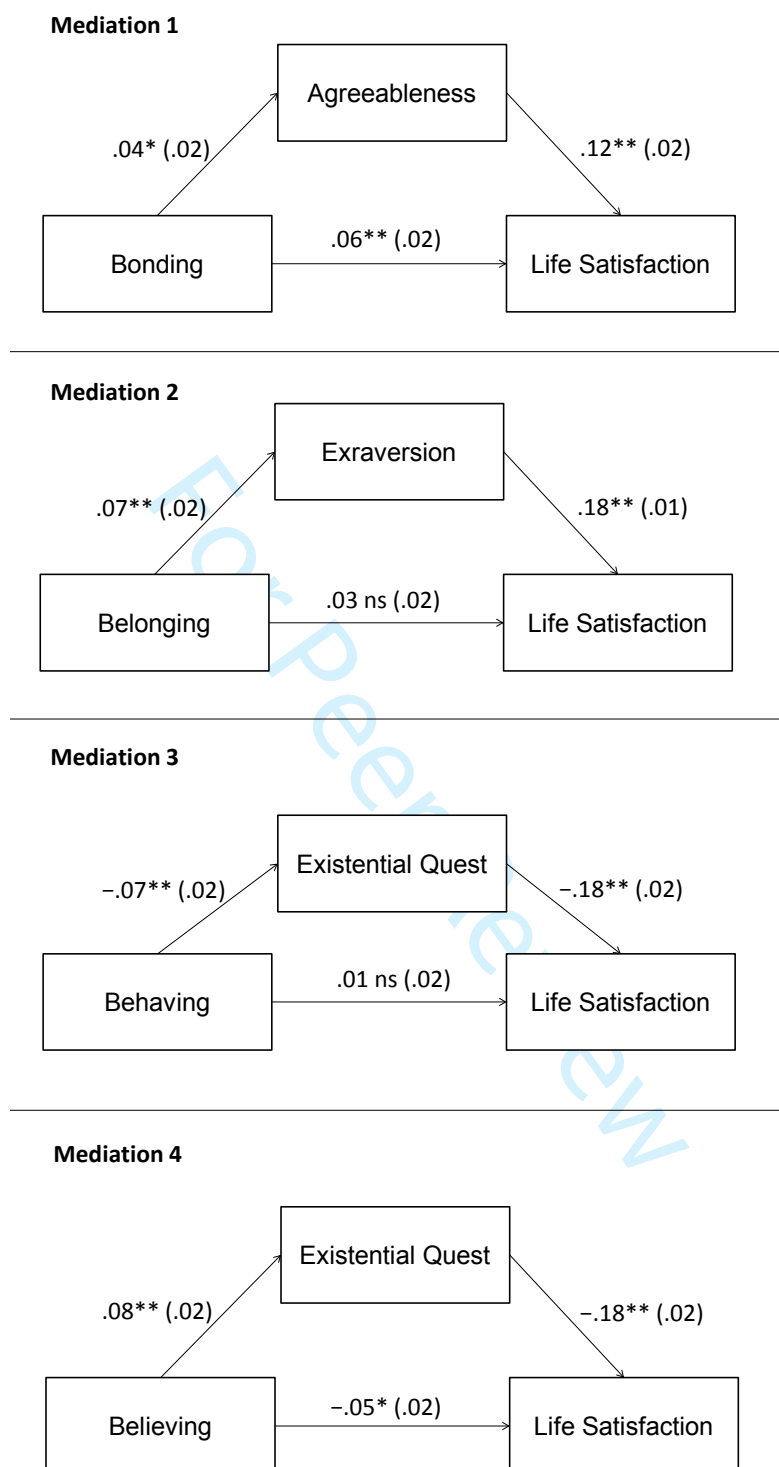 Mediation 1
Agreeableness
.04* (.02)
.12** (.02)
.06** (.02)
Bonding
Life Satisfaction
Mediation 2
Exraversion
.07** (.02)
.18** (.01)
.03 ns (.02)
Belonging
Life Satisfaction
Mediation 3
Existential Quest
−.07** (.02)
−.18** (.02)
.01 ns (.02)
Behaving
Life Satisfaction
Mediation 4
Existential Quest
.08** (.02)
−.18** (.02)
−.05* (.02)
Believing
Life Satisfaction
For Peer Review